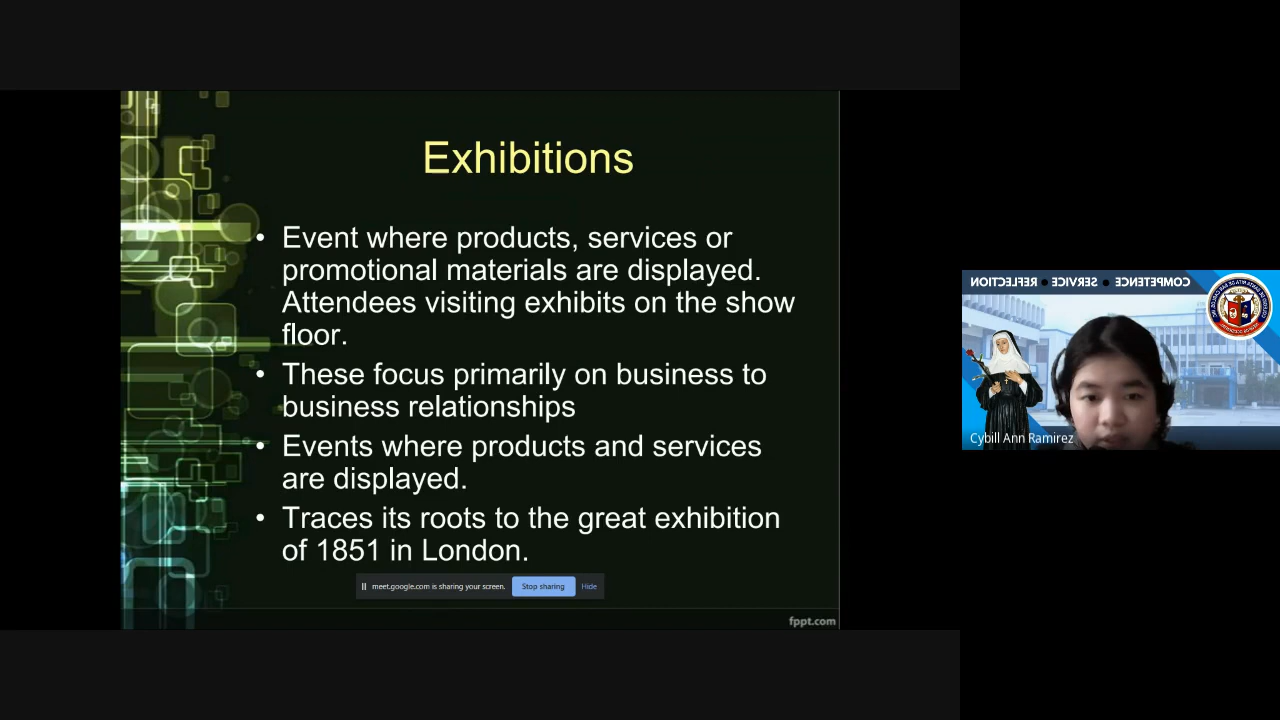 Exhibitions
• Event where products, services or
promotional materials are displayed.
Attendees visiting exhibits on the show
floor.
• These focus primarily on business to
business relationships
• Events where products and services
are displayed.
• Traces its roots to the great exhibition
of 1851 in London.
meet.google.com is sharing your screen. Stop sharing Hide
fppt.com
COMPETENCE • SERVICE • REFLECTION
Cybill Ann Ramirez